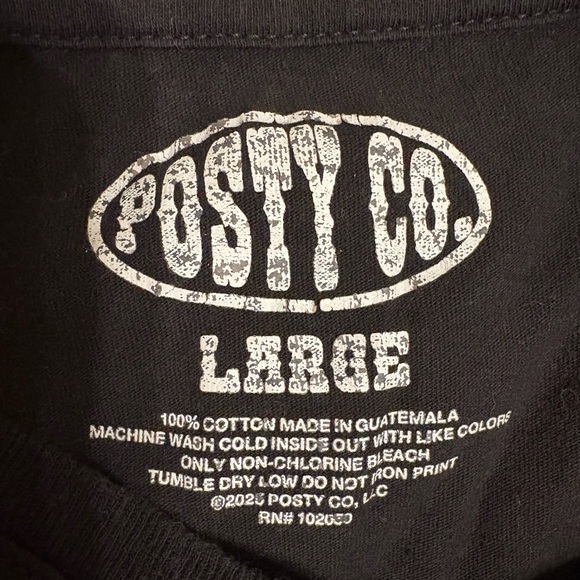 POSTY CO.
LARGE
100% COTTON MADE IN GUATEMALA
MACHINE WASH COLD INSIDE OUT WITH LIKE COLORS
ONLY NON-CHLORINE BLEACH
TUMBLE DRY LOW DO NOT IRON PRINT
©2025 POSTY CO, LLC
RN#